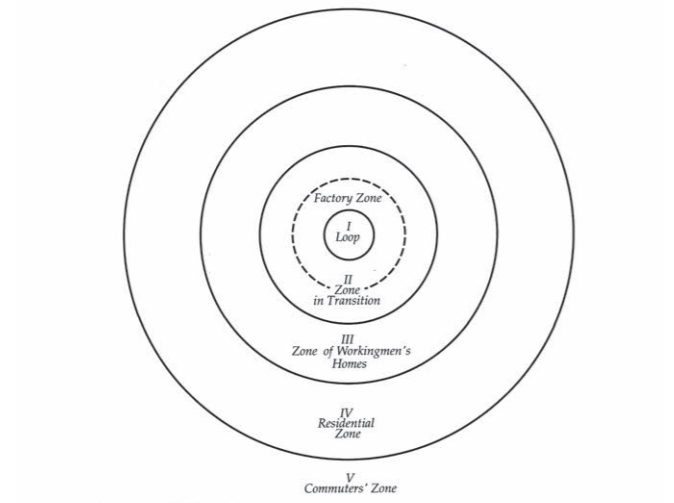 Factory Zone
I
Loop
II
Zone
in Transition
III
Zone of Workingmen's
Homes
IV
Residential
Zone
V
Commuters' Zone